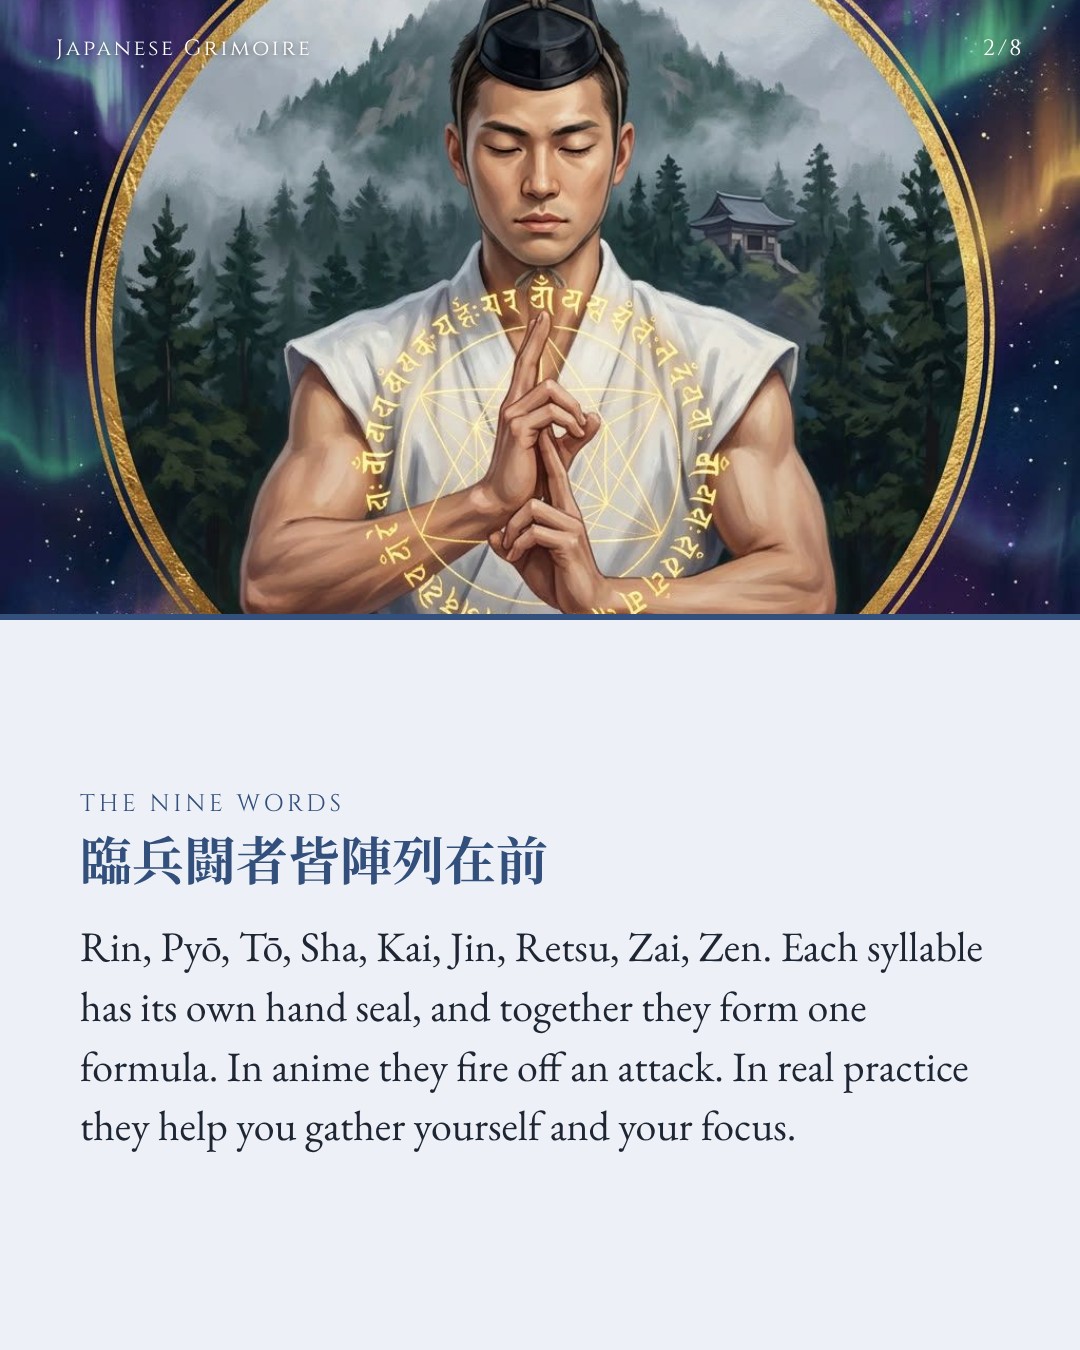 Japanese Grimoire
2/8
THE NINE WORDS
臨兵闘者皆陣列在前
Rin, Pyō, Tō, Sha, Kai, Jin, Retsu, Zai, Zen. Each syllable
has its own hand seal, and together they form one
formula. In anime they fire off an attack. In real practice
they help you gather yourself and your focus.